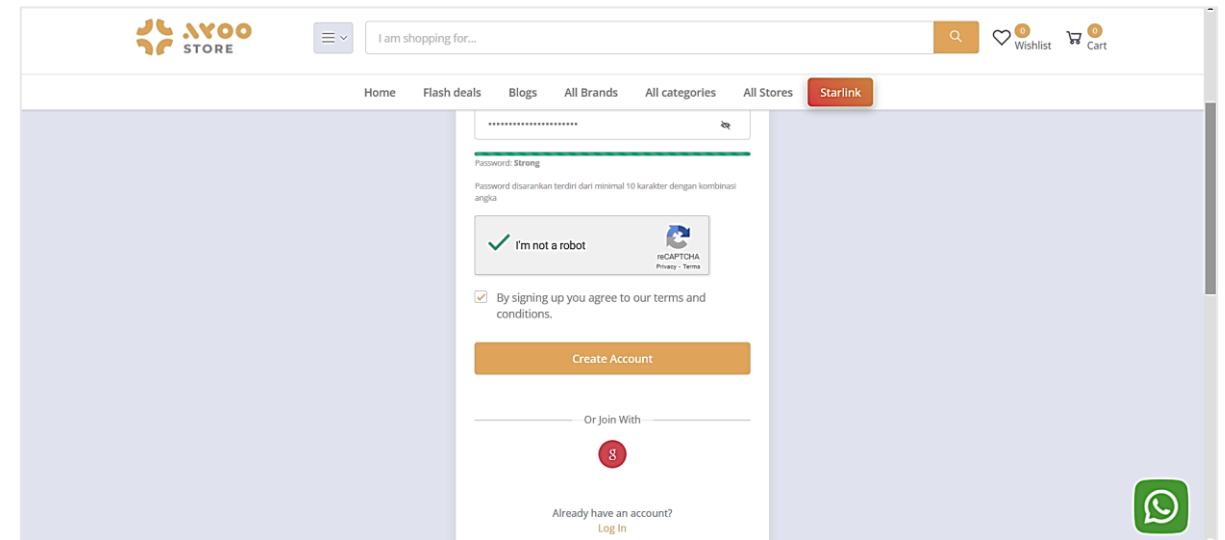 AYOO
STORE
I am shopping for...
0
Wishlist
0
Cart
Home Flash deals Blogs All Brands All categories All Stores Starlink
Password: Strong
Password disarankan terdiri dari minimal 10 karakter dengan kombinasi
angka
I'm not a robot
reCAPTCHA
Privacy - Terms
By signing up you agree to our terms and
conditions.
Create Account
Or Join With
g
Already have an account?
Log In